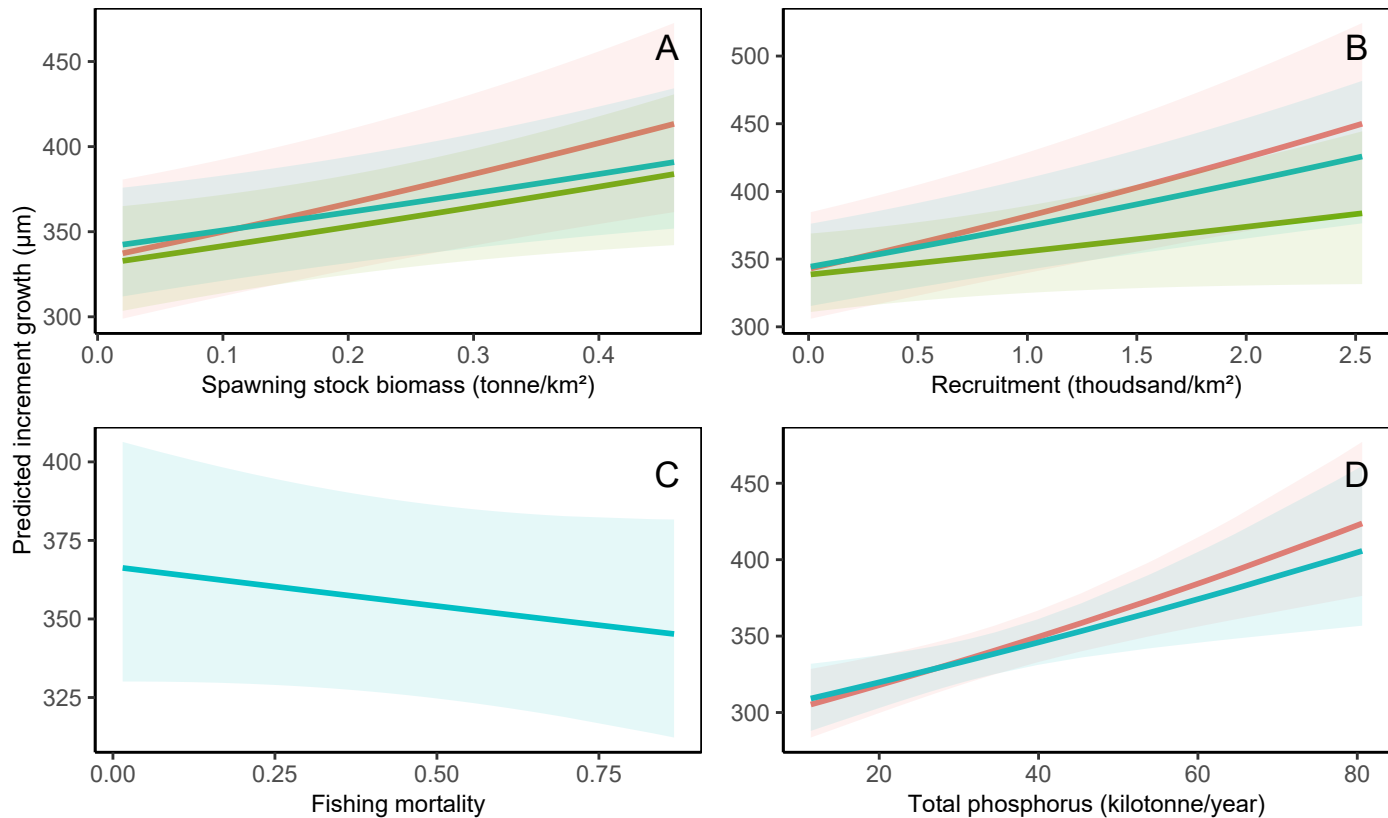 Predicted increment growth (µm)
A
450
400
350
300
0.0 0.1 0.2 0.3 0.4
Spawning stock biomass (tonne/km²)
B
500
450
400
350
300
0.0 0.5 1.0 1.5 2.0 2.5
Recruitment (thoudsand/km²)
C
400
375
350
325
0.00 0.25 0.50 0.75
Fishing mortality
D
450
400
350
300
20 40 60 80
Total phosphorus (kilotonne/year)